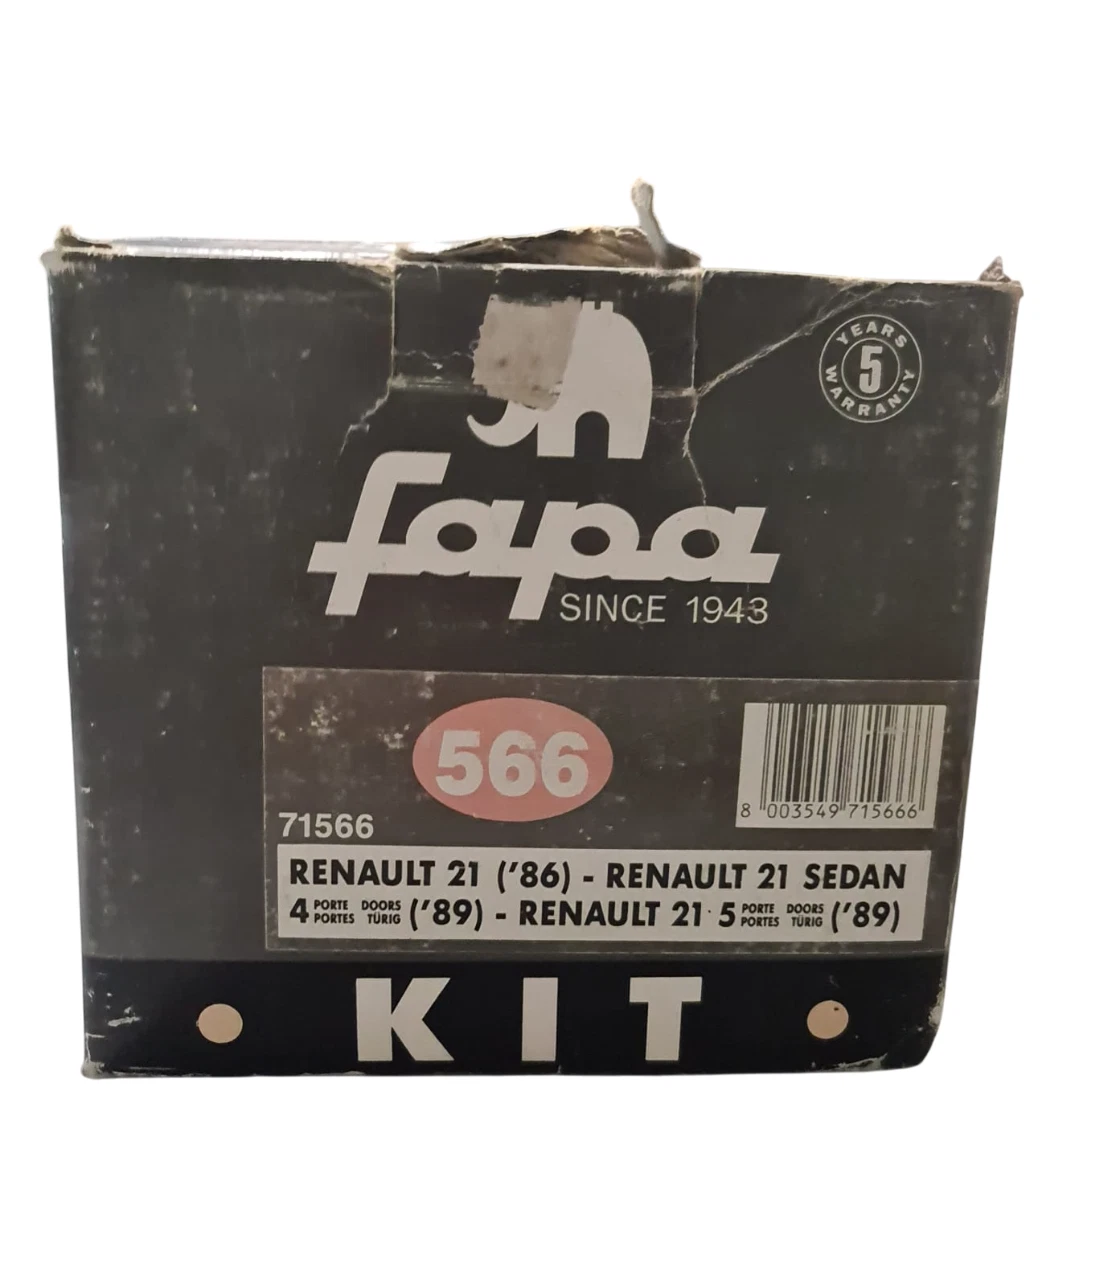 YEARS
5
WARRANTY
fapa
SINCE 1943
566
8 003549 715666
71566
RENAULT 21 ('86) - RENAULT 21 SEDAN
4 PORTE DOORS PORTES TÜRIG ('89) - RENAULT 21 5 PORTE DOORS PORTES TÜRIG ('89)
KIT